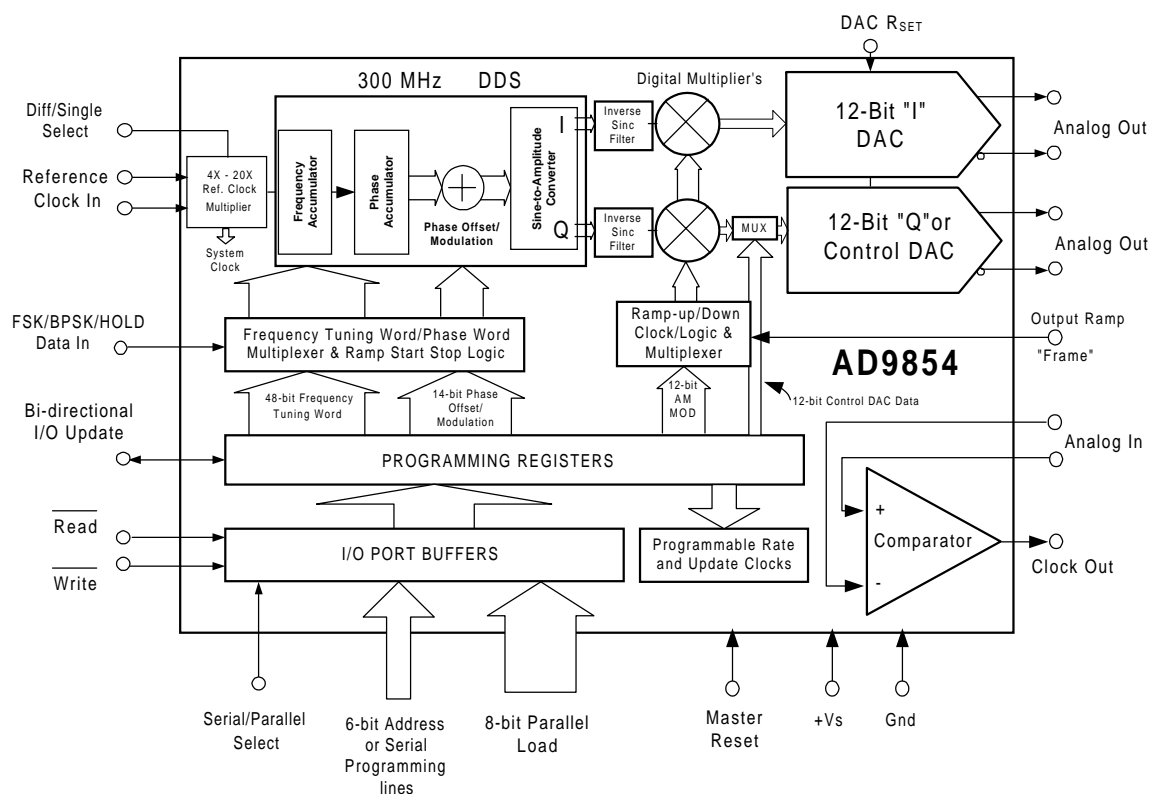 DAC RSET
300 MHz DDS
Digital Multiplier's
Diff/Single
Select
Reference
Clock In
4X - 20X
Ref. Clock
Multiplier
System
Clock
Frequency
Accumulator
Phase
Accumulator
Phase Offset/
Modulation
Sine-to-Amplitude
Converter
I
Q
Inverse
Sinc
Filter
Inverse
Sinc
Filter
MUX
12-Bit "I"
DAC
12-Bit "Q"or
Control DAC
Analog Out
Analog Out
FSK/BPSK/HOLD
Data In
Frequency Tuning Word/Phase Word
Multiplexer & Ramp Start Stop Logic
Ramp-up/Down
Clock/Logic &
Multiplexer
Output Ramp
"Frame"
AD9854
48-bit Frequency
Tuning Word
14-bit Phase
Offset/
Modulation
12-bit
AM
MOD
12-bit Control DAC Data
Bi-directional
I/O Update
PROGRAMMING REGISTERS
Analog In
Read
Write
I/O PORT BUFFERS
Programmable Rate
and Update Clocks
+
Comparator
-
Clock Out
Serial/Parallel
Select
6-bit Address
or Serial
Programming
lines
8-bit Parallel
Load
Master
Reset
+Vs
Gnd